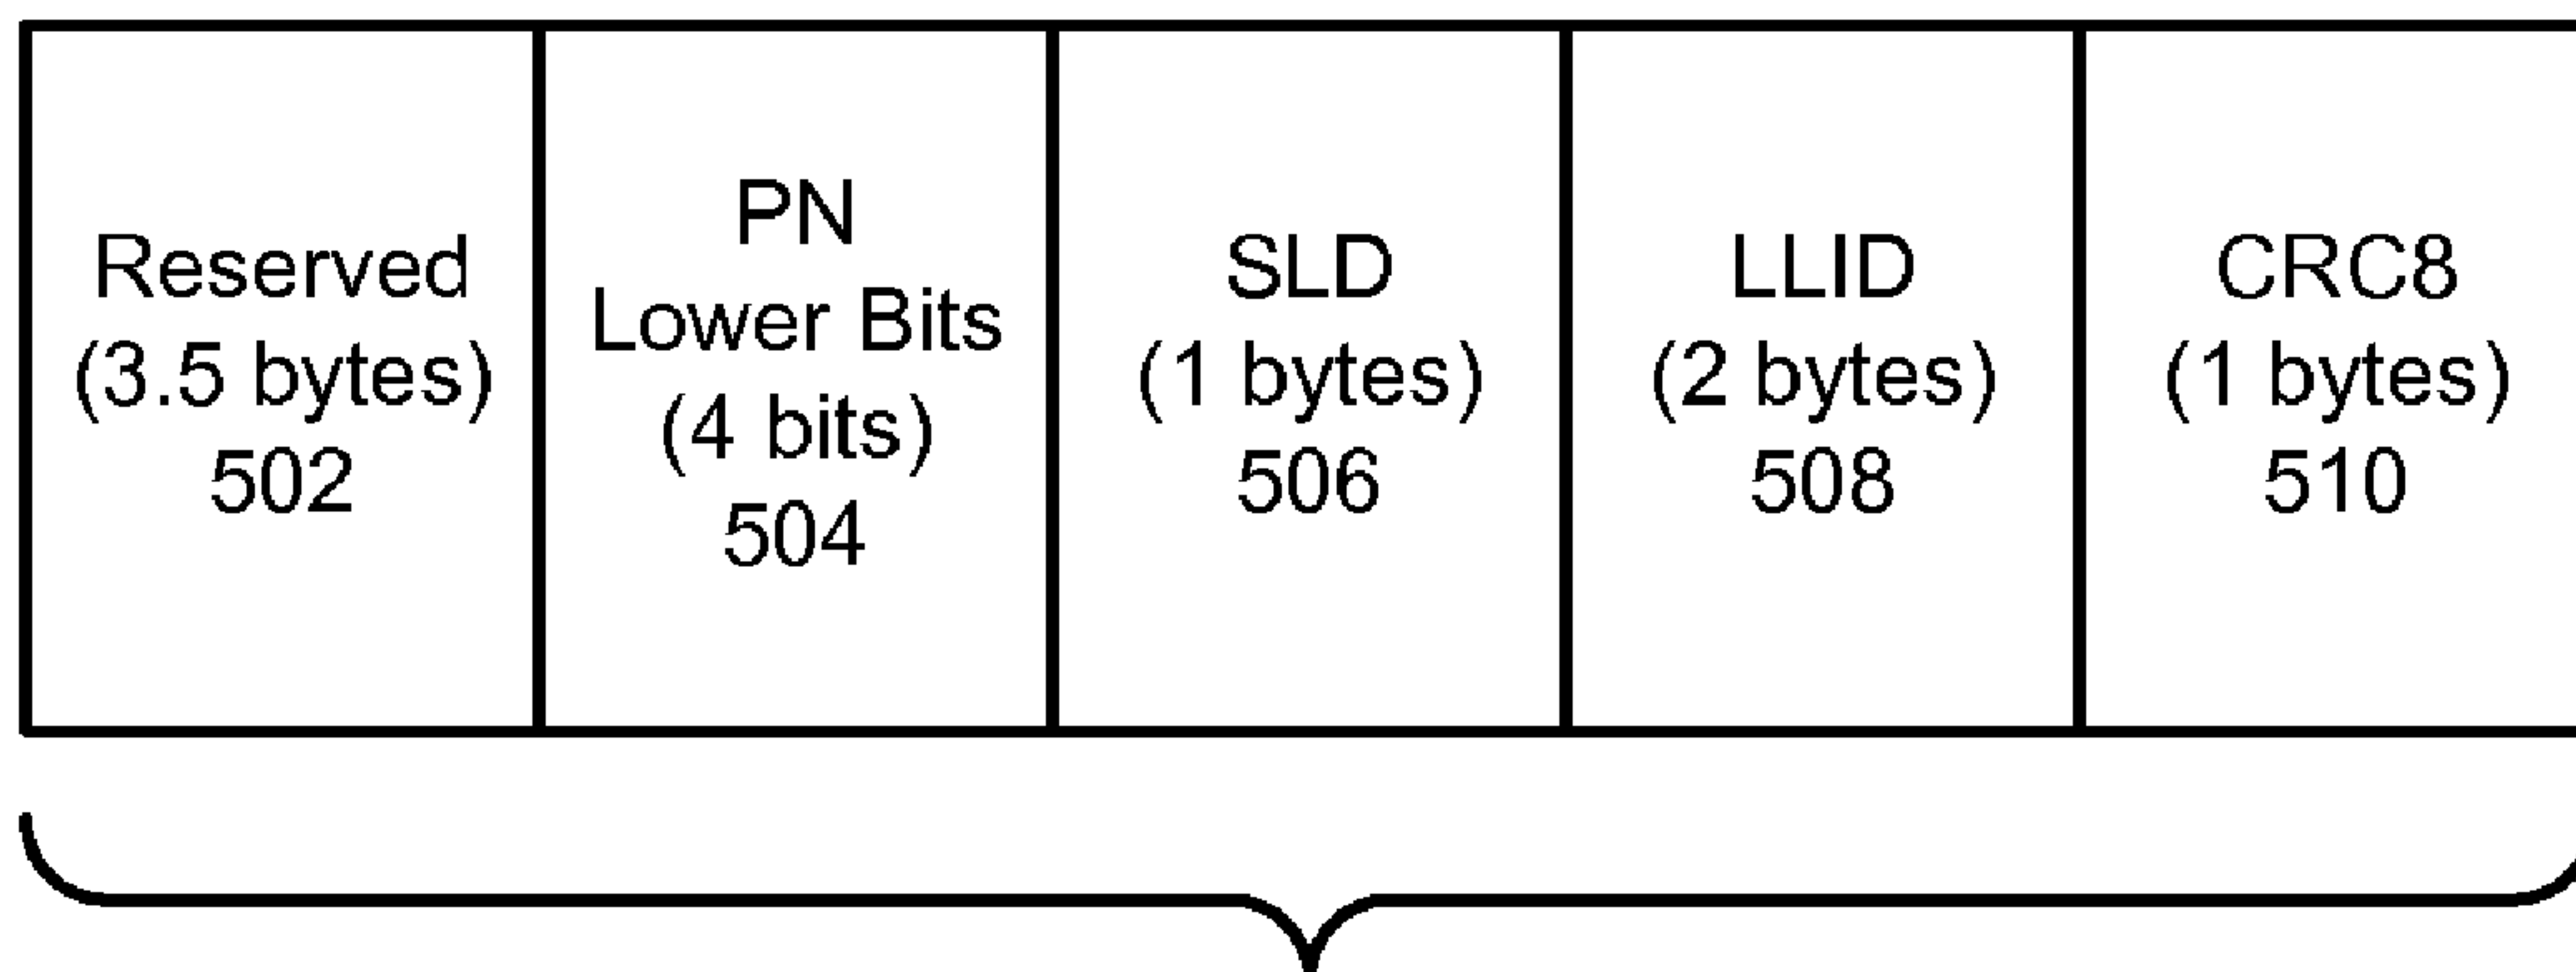 Reserved
(3.5 bytes)
502
PN
Lower Bits
(4 bits)
504
SLD
(1 bytes)
506
LLID
(2 bytes)
508
CRC8
(1 bytes)
510